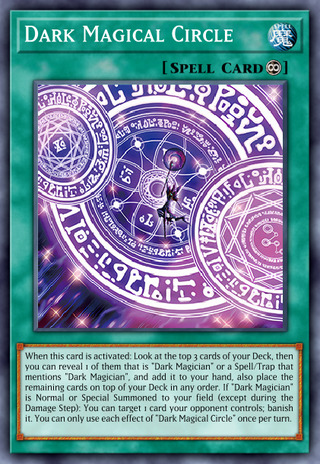 Dark Magical Circle
[Spell Card]
When this card is activated: Look at the top 3 cards of your Deck, then
you can reveal 1 of them that is "Dark Magician" or a Spell/Trap that
mentions "Dark Magician", and add it to your hand, also place the
remaining cards on top of your Deck in any order. If "Dark Magician"
is Normal or Special Summoned to your field (except during the
Damage Step): You can target 1 card your opponent controls; banish
it. You can only use each effect of "Dark Magical Circle" once per turn.